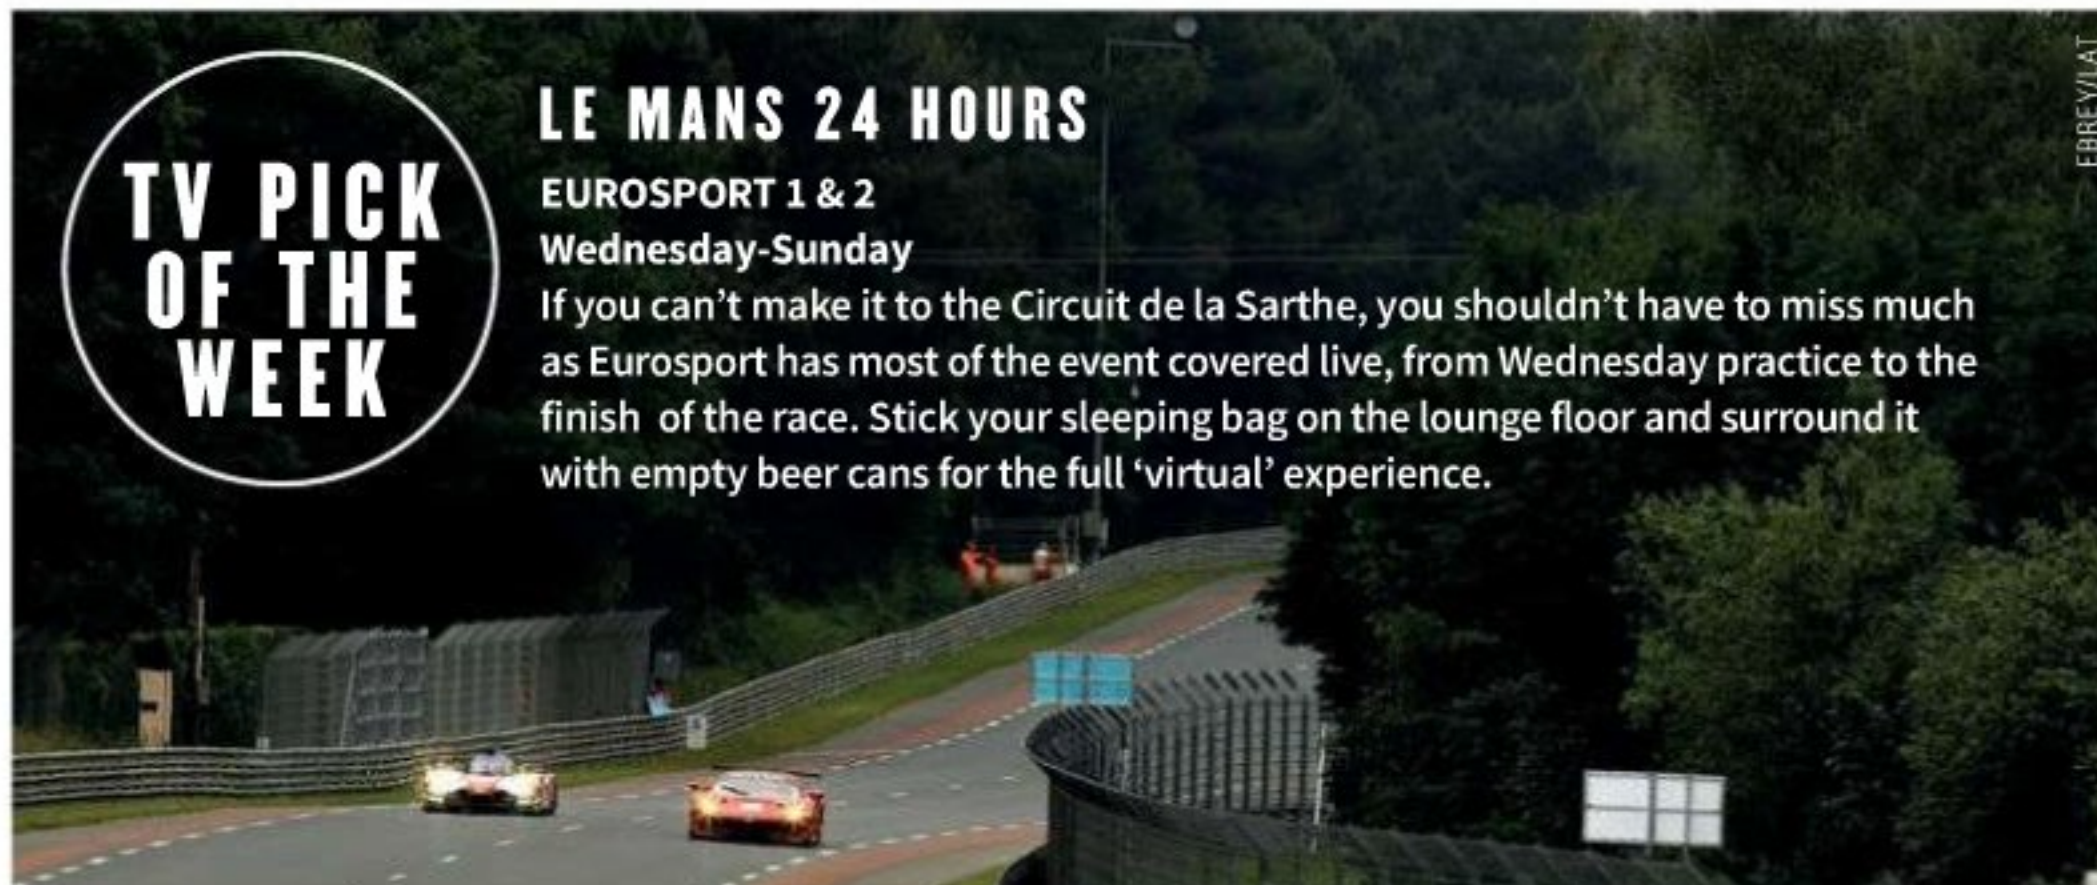 TV PICK
OF THE
WEEK
LE MANS 24 HOURS
EUROSPORT 1 & 2
Wednesday-Sunday
If you can’t make it to the Circuit de la Sarthe, you shouldn’t have to miss much
as Eurosport has most of the event covered live, from Wednesday practice to the
finish  of the race. Stick your sleeping bag on the lounge floor and surround it
with empty beer cans for the full ‘virtual’ experience.
EBREY/LAT